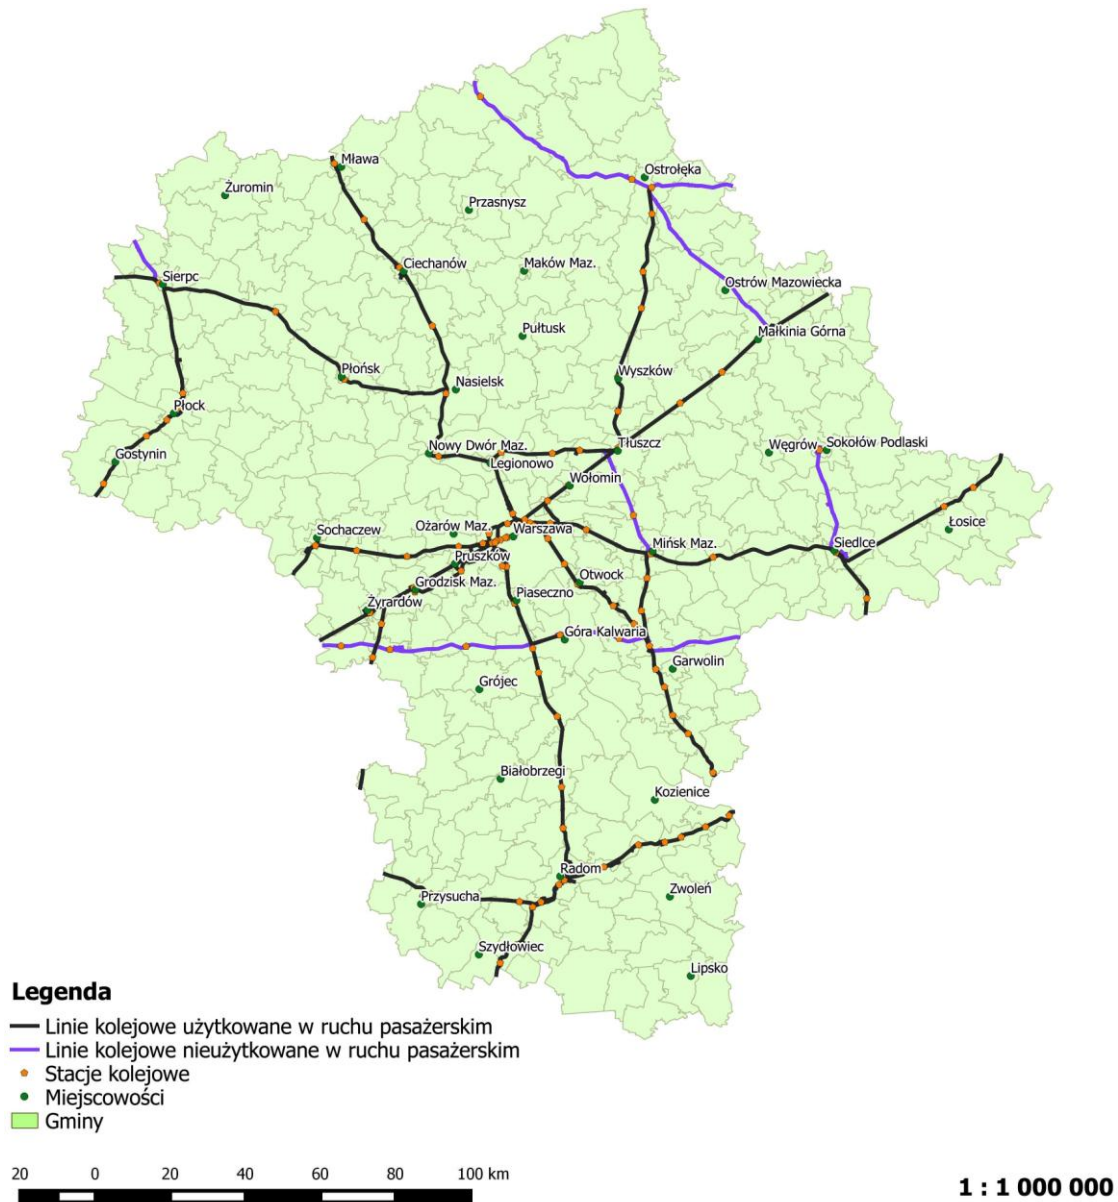 Mława
Ostrołęka
Żuromin
Przasnysz
Sierpc
Ciechanów
Maków Maz.
Ostrów Mazowiecka
Pułtusk
Małkinia Górna
Płońsk
Nasielsk
Wyszków
Płock
Gostynin
Nowy Dwór Maz.
Tłuszcz
Węgrów
Sokołów Podlaski
Legionowo
Wołomin
Sochaczew
Ożarów Maz.
Warszawa
Łosice
Mińsk Maz.
Siedlce
Pruszków
Otwock
Grodzisk Maz.
Piaseczno
Żyrardów
Góra Kalwaria
Garwolin
Grójec
Białobrzegi
Kozienice
Radom
Przysucha
Zwoleń
Szydłowiec
Lipsko
Legenda
Linie kolejowe użytkowane w ruchu pasażerskim
Linie kolejowe nieużytkowane w ruchu pasażerskim
Stacje kolejowe
Miejscowości
Gminy
20 0 20 40 60 80 100 km
1 : 1 000 000